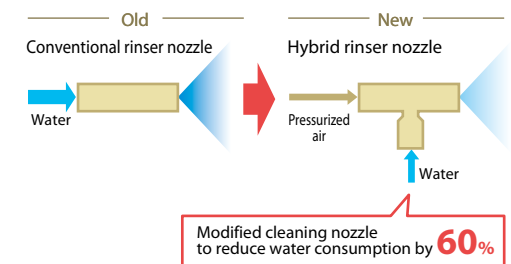 Old
Conventional rinser nozzle
Water
New
Hybrid rinser nozzle
Pressurized
air
Water
Modified cleaning nozzle
to reduce water consumption by 60%